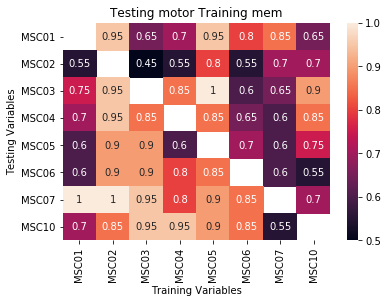 Testing motor Training mem
MSC01 0.95 0.65 0.7 0.95 0.8 0.85 0.65
MSC02 0.55 0.45 0.55 0.8 0.55 0.7 0.7
MSC03 0.75 0.95 0.85 1 0.6 0.65 0.9
MSC04 0.7 0.95 0.85 0.85 0.65 0.6 0.85
MSC05 0.6 0.9 0.9 0.6 0.7 0.6 0.75
MSC06 0.6 0.9 0.9 0.8 0.85 0.6 0.55
MSC07 1 1 0.95 0.8 0.9 0.85 0.7
MSC10 0.7 0.85 0.95 0.95 0.9 0.85 0.55
MSC01 MSC02 MSC03 MSC04 MSC05 MSC06 MSC07 MSC10
Training Variables
Testing Variables
1.0
0.9
0.8
0.7
0.6
0.5